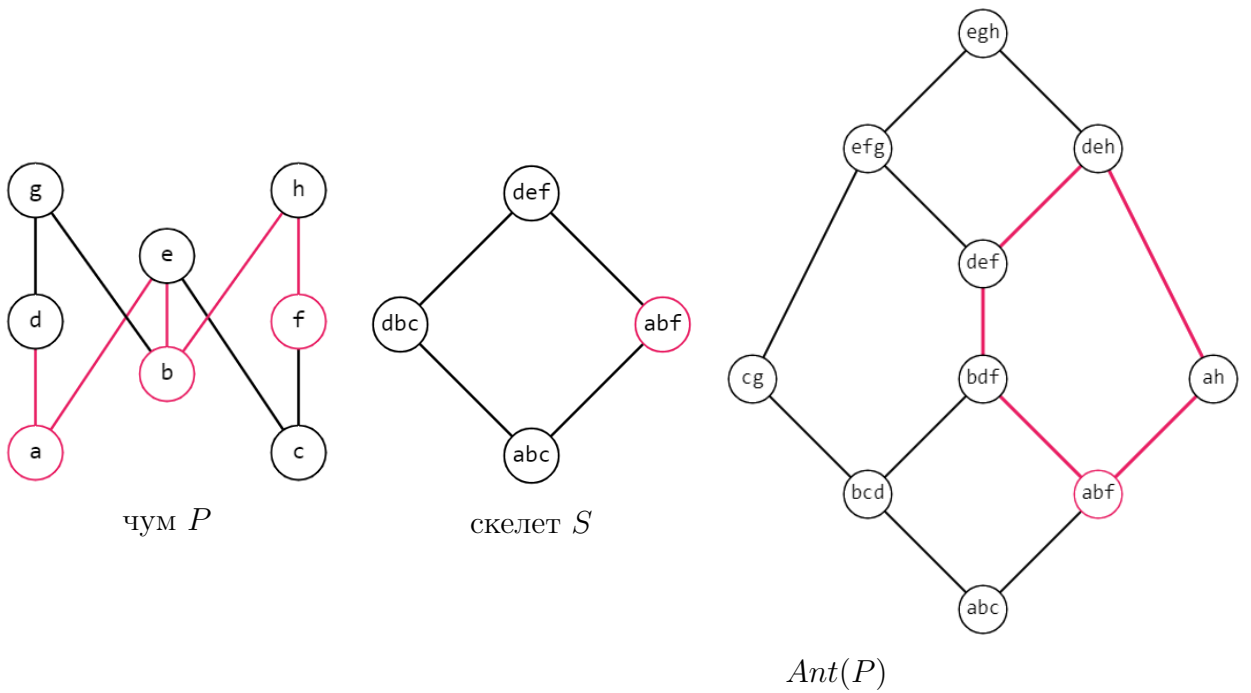 g
h
e
d
f
b
a
c
чум P
def
dbc
abf
abc
скелет S
egh
efg
deh
def
cg
bdf
ah
bcd
abf
abc
Ant(P)